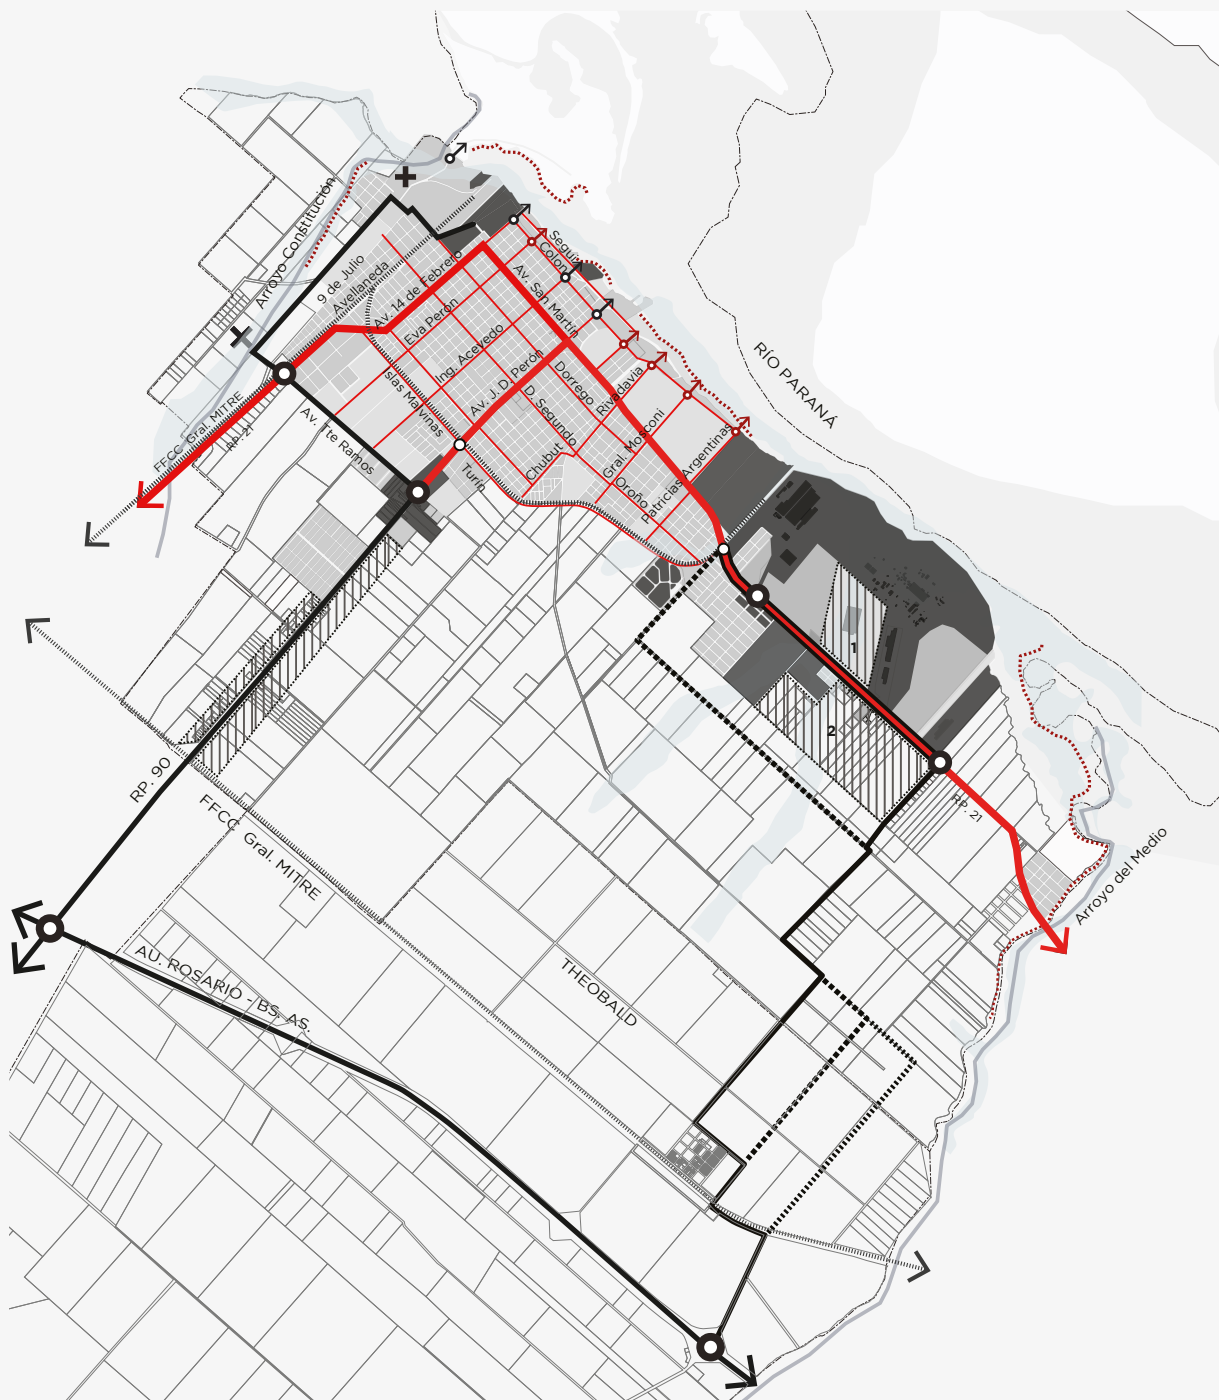 Arroyo Constitución
9 de Julio
Avellaneda
Av. 14 de Febrero
Seguí
Colón
Av. San Martín
Eva Perón
Ing. Acevedo
Av. J. D. Perón
Dorrego
D. Segundo
Rivadavia
Gral. Mosconi
Patricias Argentinas
Oroño
Chubut
Islas Malvinas
Turín
Av. Tte Ramos
FFCC Gral. MITRE
RP. 21
RÍO PARANÁ
1
2
RP. 21
Arroyo del Medio
RP. 90
FFCC Gral. MITRE
THEOBALD
AU. ROSARIO - BS. AS.